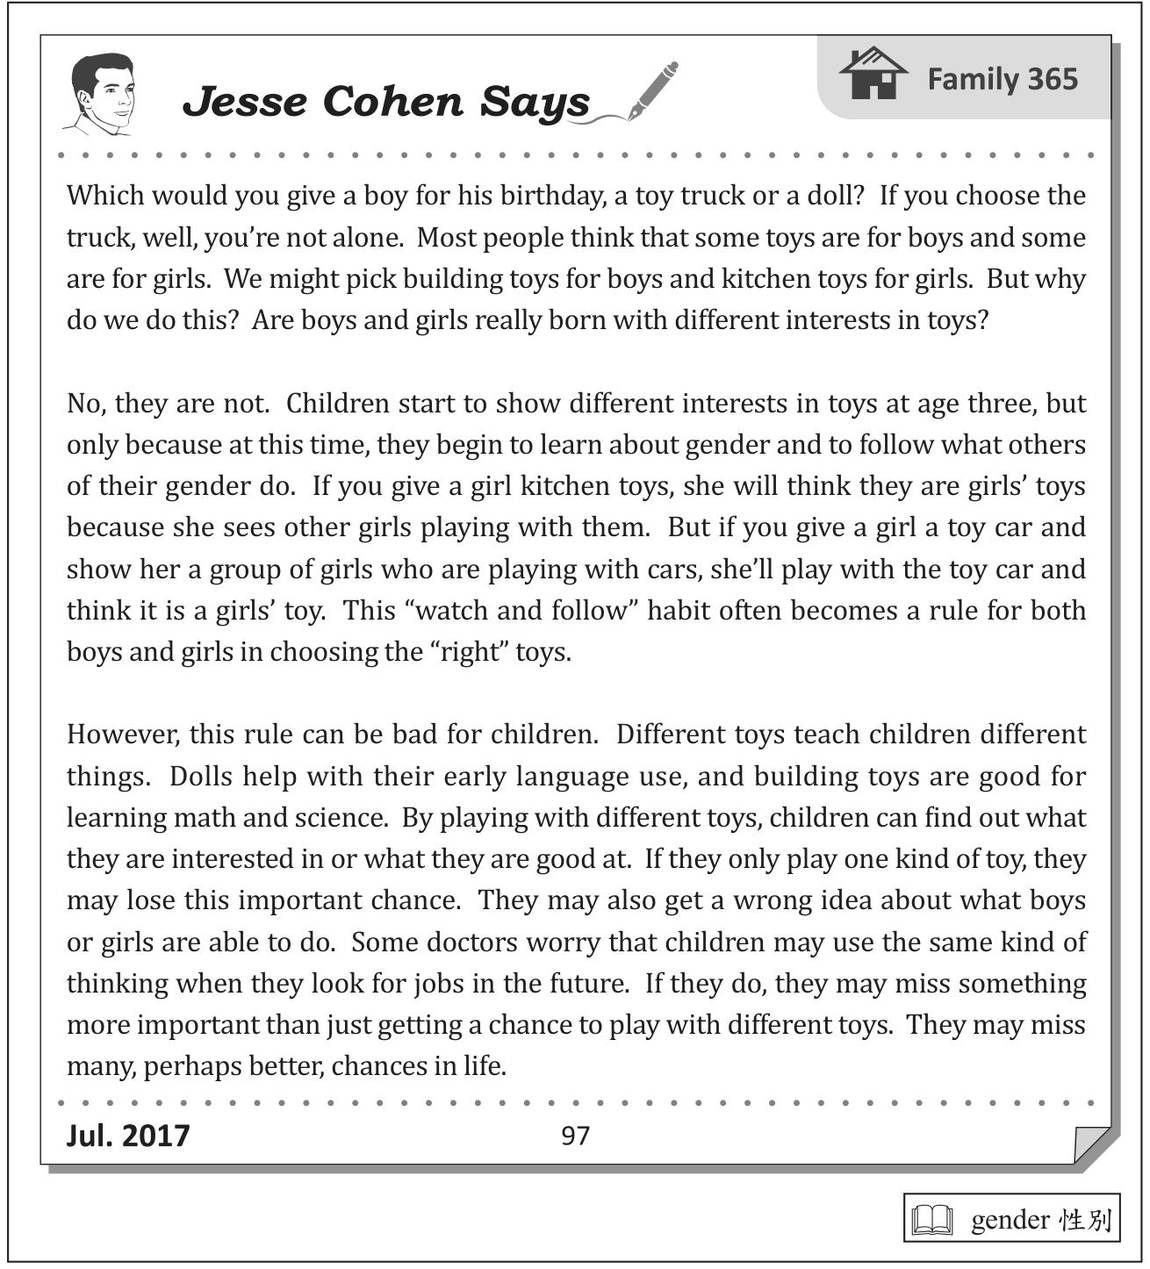 Jesse Cohen Says
Family 365
Which would you give a boy for his birthday, a toy truck or a doll?  If you choose the
truck, well, you’re not alone.  Most people think that some toys are for boys and some
are for girls.  We might pick building toys for boys and kitchen toys for girls.  But why
do we do this?  Are boys and girls really born with different interests in toys?
No, they are not.  Children start to show different interests in toys at age three, but
only because at this time, they begin to learn about gender and to follow what others
of their gender do.  If you give a girl kitchen toys, she will think they are girls’ toys
because she sees other girls playing with them.  But if you give a girl a toy car and
show her a group of girls who are playing with cars, she’ll play with the toy car and
think it is a girls’ toy.  This “watch and follow” habit often becomes a rule for both
boys and girls in choosing the “right” toys.
However, this rule can be bad for children.  Different toys teach children different
things.  Dolls help with their early language use, and building toys are good for
learning math and science.  By playing with different toys, children can find out what
they are interested in or what they are good at.  If they only play one kind of toy, they
may lose this important chance.  They may also get a wrong idea about what boys
or girls are able to do.  Some doctors worry that children may use the same kind of
thinking when they look for jobs in the future.  If they do, they may miss something
more important than just getting a chance to play with different toys.  They may miss
many, perhaps better, chances in life.
Jul. 2017
97
gender 性別